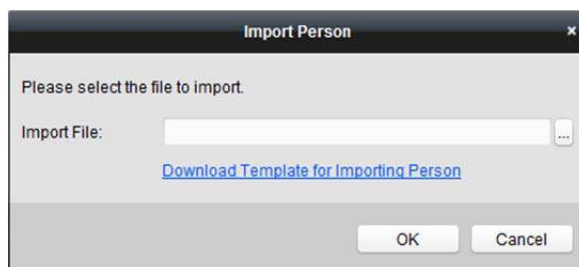 Import Person ×
Please select the file to import.
Import File: ...
Download Template for Importing Person
OK Cancel